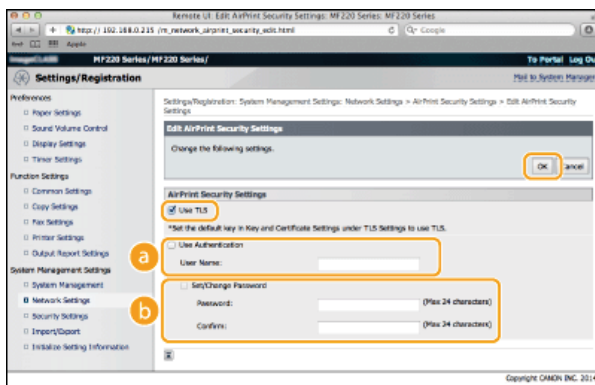 Remote UI: Edit AirPrint Security Settings: MF220 Series: MF220 Series
http://192.168.0.215/m_network_airprint_security_edit.html
Google
Apple
MF220 Series/MF220 Series/
To Portal
Settings/Registration
Mail to System Manager
Preferences
Paper Settings
Sound Volume Control
Display Settings
Timer Settings
Function Settings
Common Settings
Copy Settings
Fax Settings
Printer Settings
Output Report Settings
System Management Settings
System Management
Network Settings
Security Settings
Import/Export
Initialize Setting Information
Settings/Registration: System Management Settings: Network Settings > AirPrint Security Settings > Edit AirPrint Security Settings
Edit AirPrint Security Settings
Change the following settings.
OK
Cancel
AirPrint Security Settings
Use TLS
*Set the default key in Key and Certificate Settings under TLS Settings to use TLS.
a
Use Authentication
User Name:
b
Set/Change Password
Password:
(Max 24 characters)
Confirm:
(Max 24 characters)
Copyright CANON INC. 201